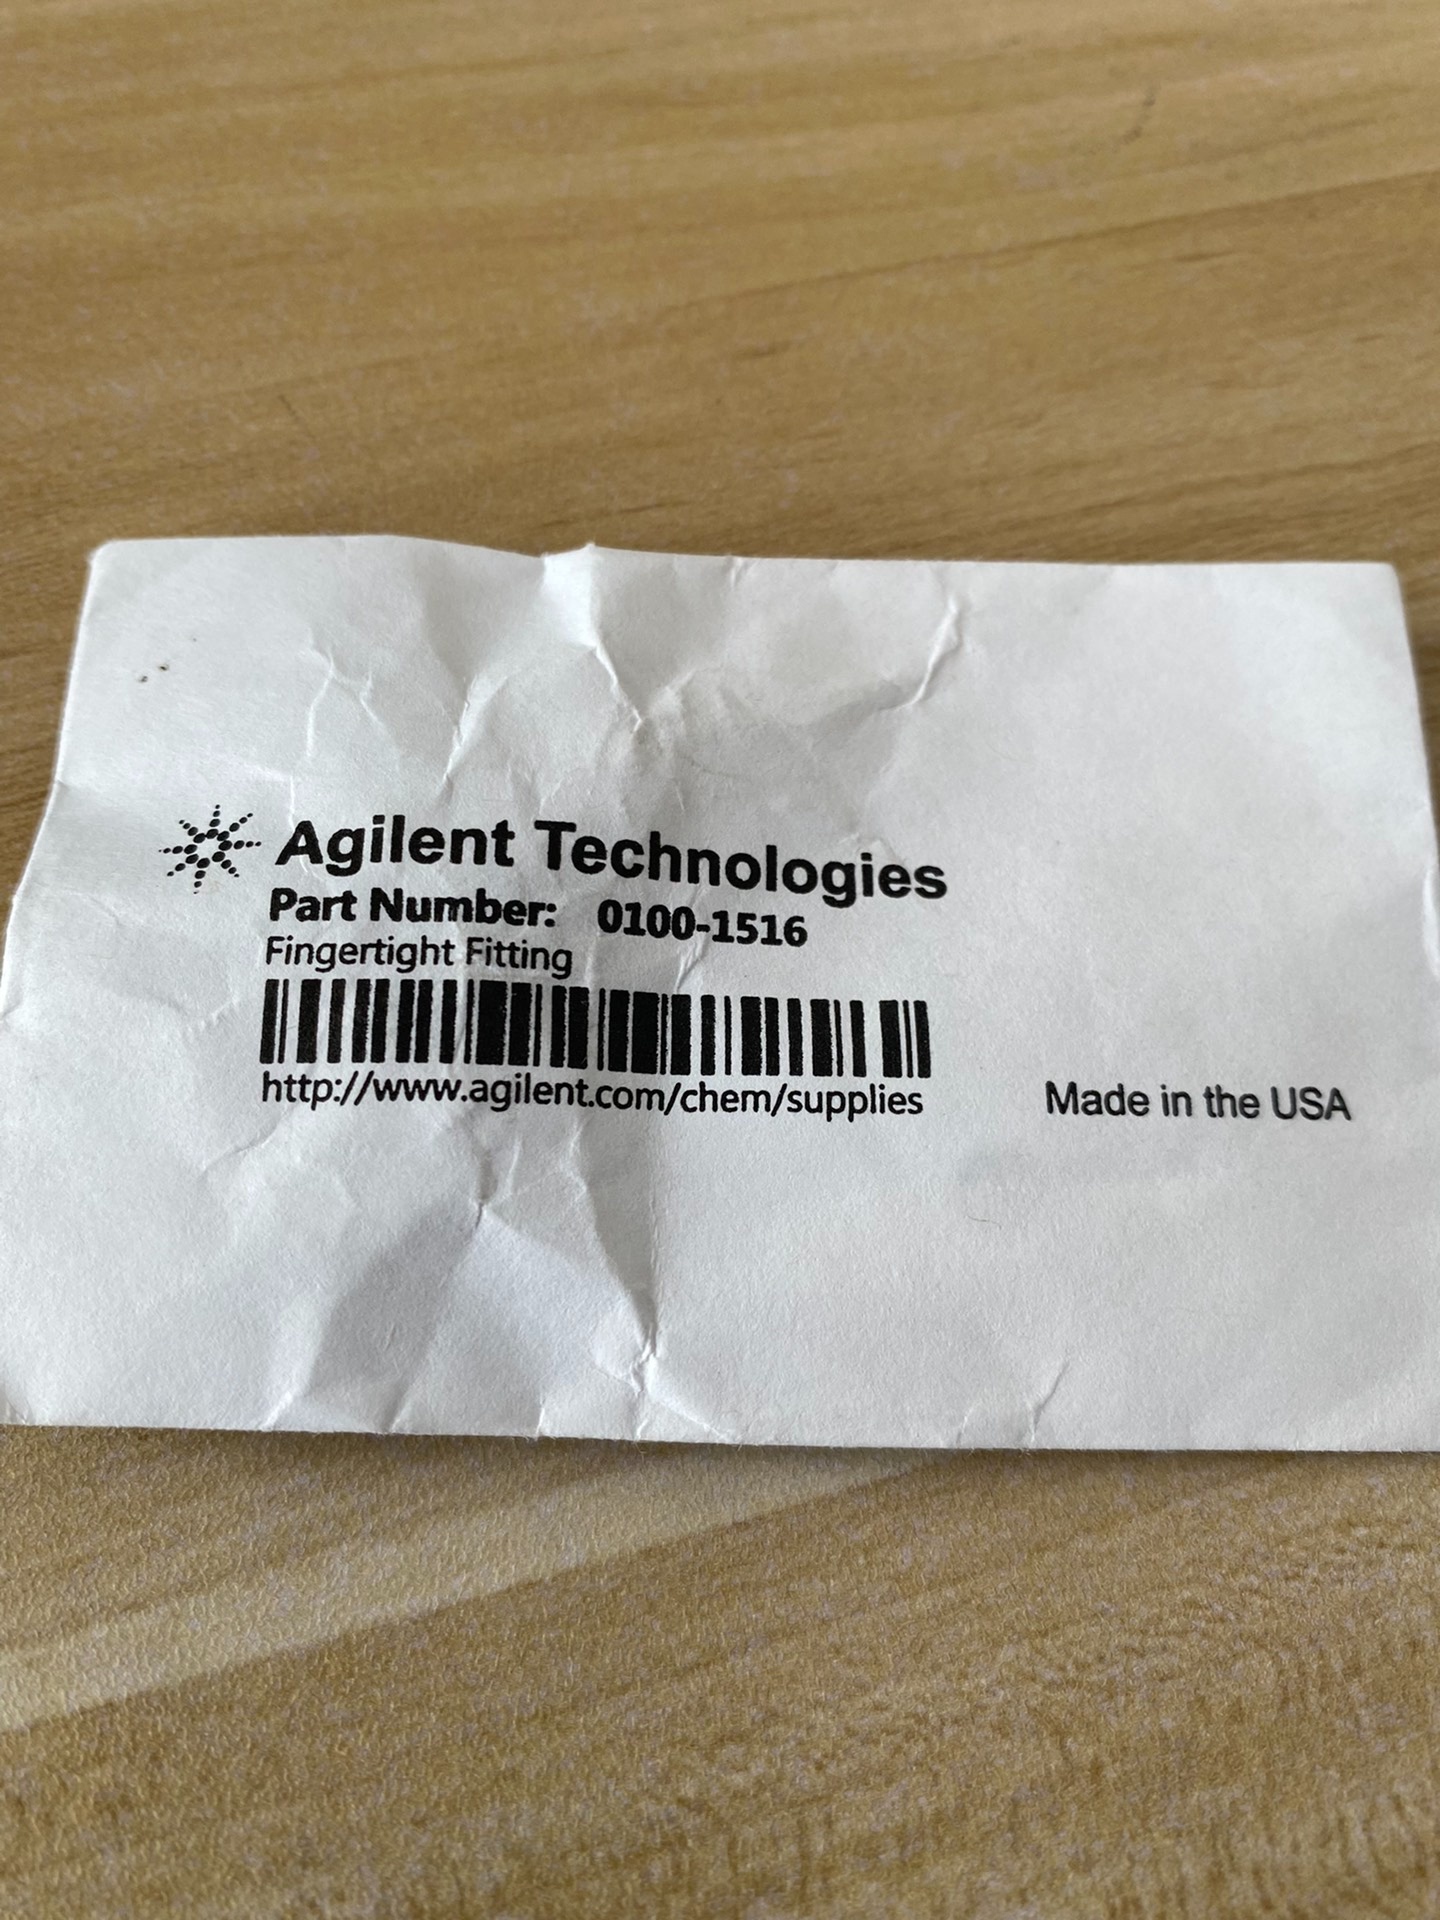 Agilent Technologies
Part Number: 0100-1516
Fingertight Fitting
http://www.agilent.com/chem/supplies
Made in the USA